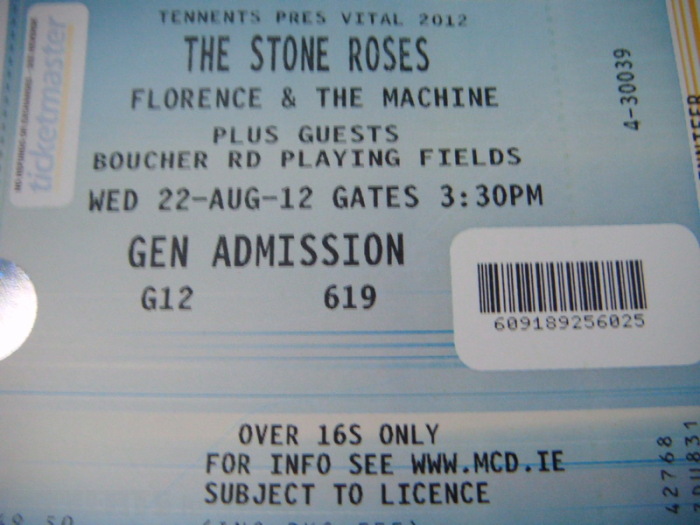 TENNENTS PRES VITAL 2012
THE STONE ROSES
FLORENCE & THE MACHINE
PLUS GUESTS
BOUCHER RD PLAYING FIELDS
WED 22-AUG-12 GATES 3:30PM
GEN ADMISSION
G12 619
609189256025
OVER 16S ONLY
FOR INFO SEE WWW.MCD.IE
SUBJECT TO LICENCE
ticketmaster
4-30039
42768